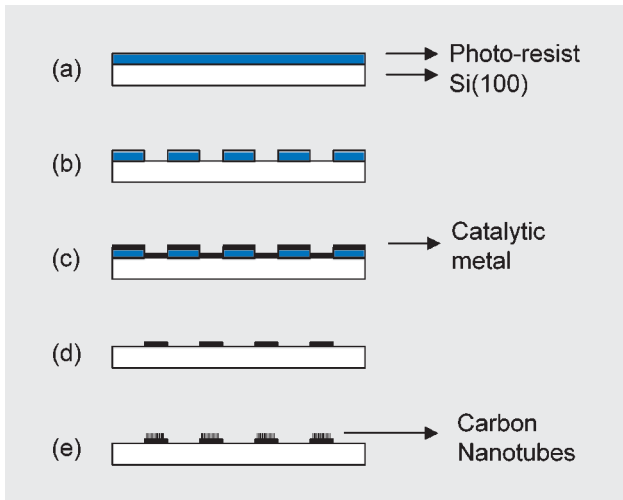 (a)
Photo-resist
Si(100)
(b)
(c)
Catalytic
metal
(d)
(e)
Carbon
Nanotubes